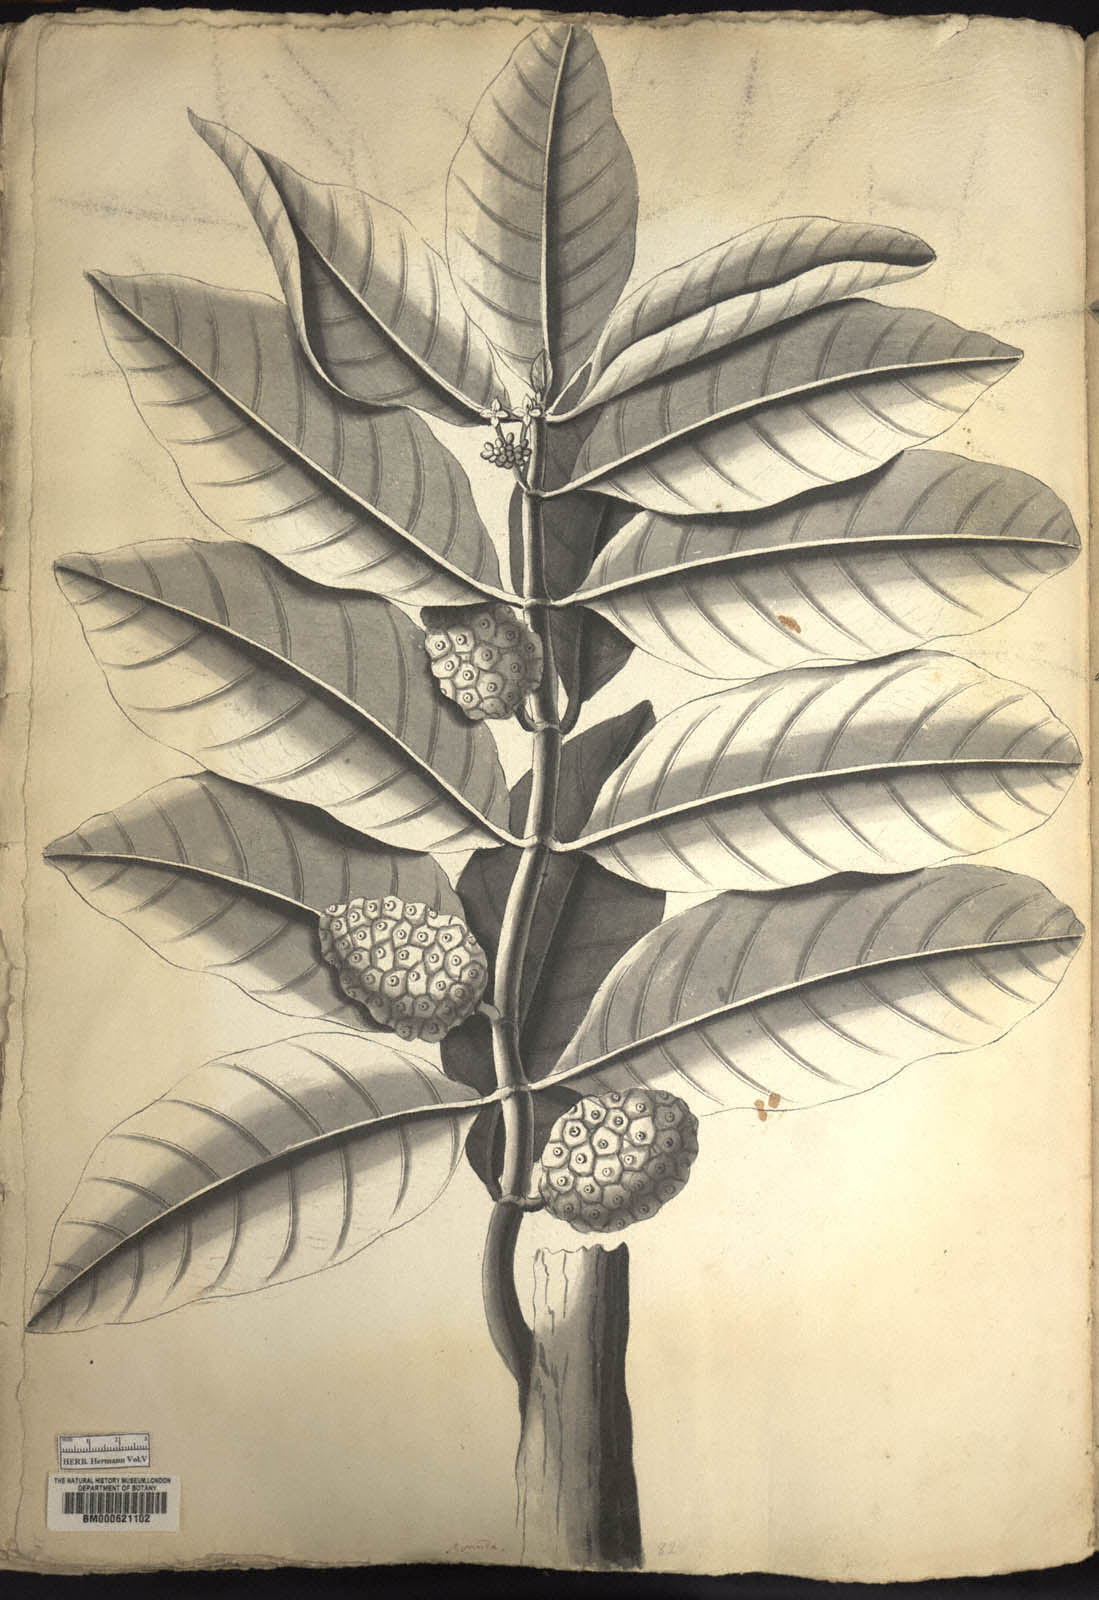 HERB. Hermann Vol.V
THE NATURAL HISTORY MUSEUM, LONDON
DEPARTMENT OF BOTANY
BM000621102
82